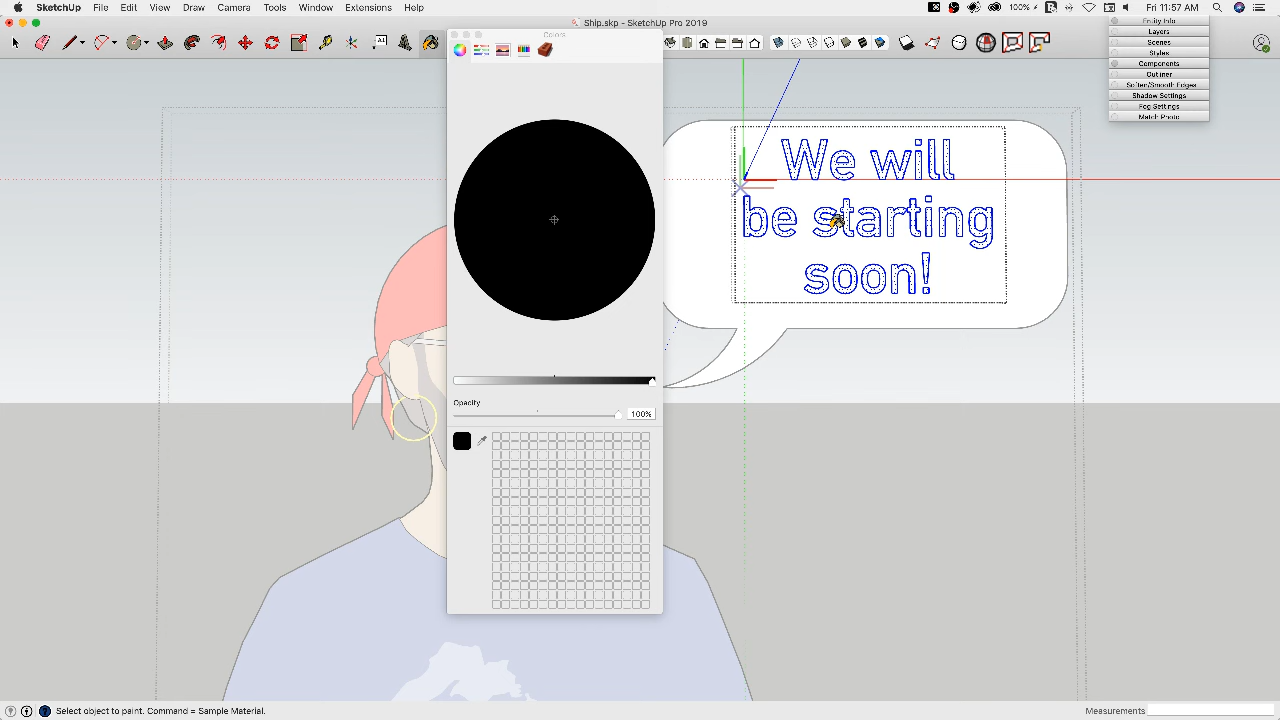 SketchUp File Edit View Draw Camera Tools Window Extensions Help
100% Fri 11:57 AM
Ship.skp - SketchUp Pro 2019
Colors
Entity Info
Layers
Scenes
Styles
Components
Outliner
Soften/Smooth Edges
Shadow Settings
Fog Settings
Match Photo
A1
We will
be starting
soon!
Opacity
100%
Select object to paint. Command = Sample Material.
Measurements